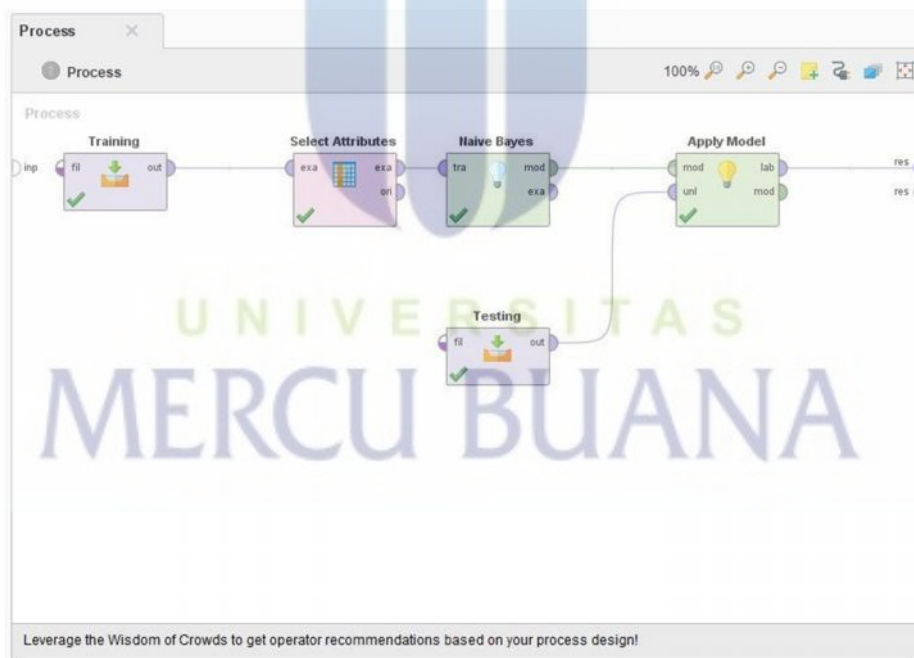 Process
Process
100%
Process
Training
Select Attributes
Naive Bayes
Apply Model
inp fil out
exa exa
ori
tra mod
exa
mod lab
unl mod
res
res
UNIVERSITAS
Testing
fil out
MERCU BUANA
Leverage the Wisdom of Crowds to get operator recommendations based on your process design!